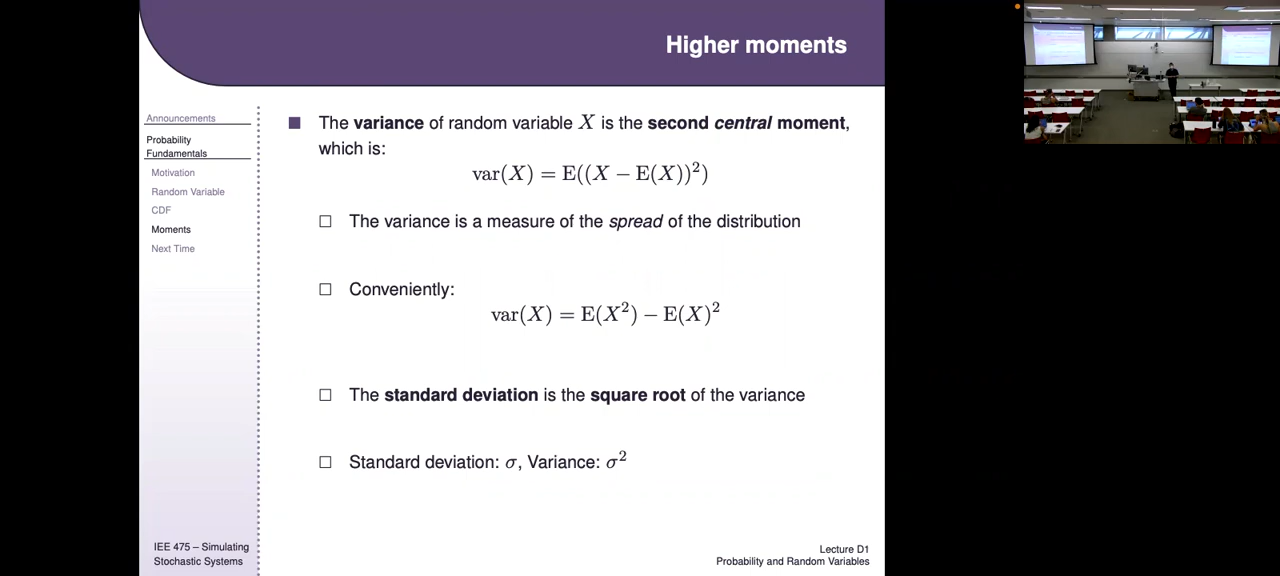 Higher moments
Announcements
Probability
Fundamentals
Motivation
Random Variable
CDF
Moments
Next Time
■ The variance of random variable X is the second central moment,
which is:
var(X) = E((X − E(X))²)
□ The variance is a measure of the spread of the distribution
□ Conveniently:
var(X) = E(X²) − E(X)²
□ The standard deviation is the square root of the variance
□ Standard deviation: σ, Variance: σ²
IEE 475 – Simulating
Stochastic Systems
Lecture D1
Probability and Random Variables